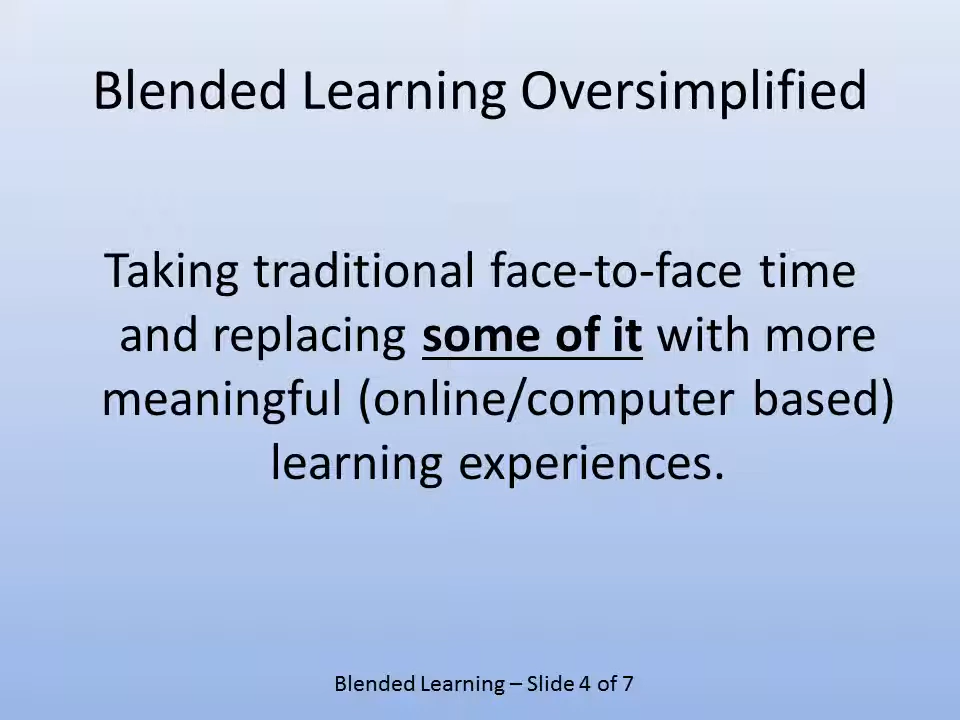 Blended Learning Oversimplified
Taking traditional face-to-face time
and replacing some of it with more
meaningful (online/computer based)
learning experiences.
Blended Learning – Slide 4 of 7